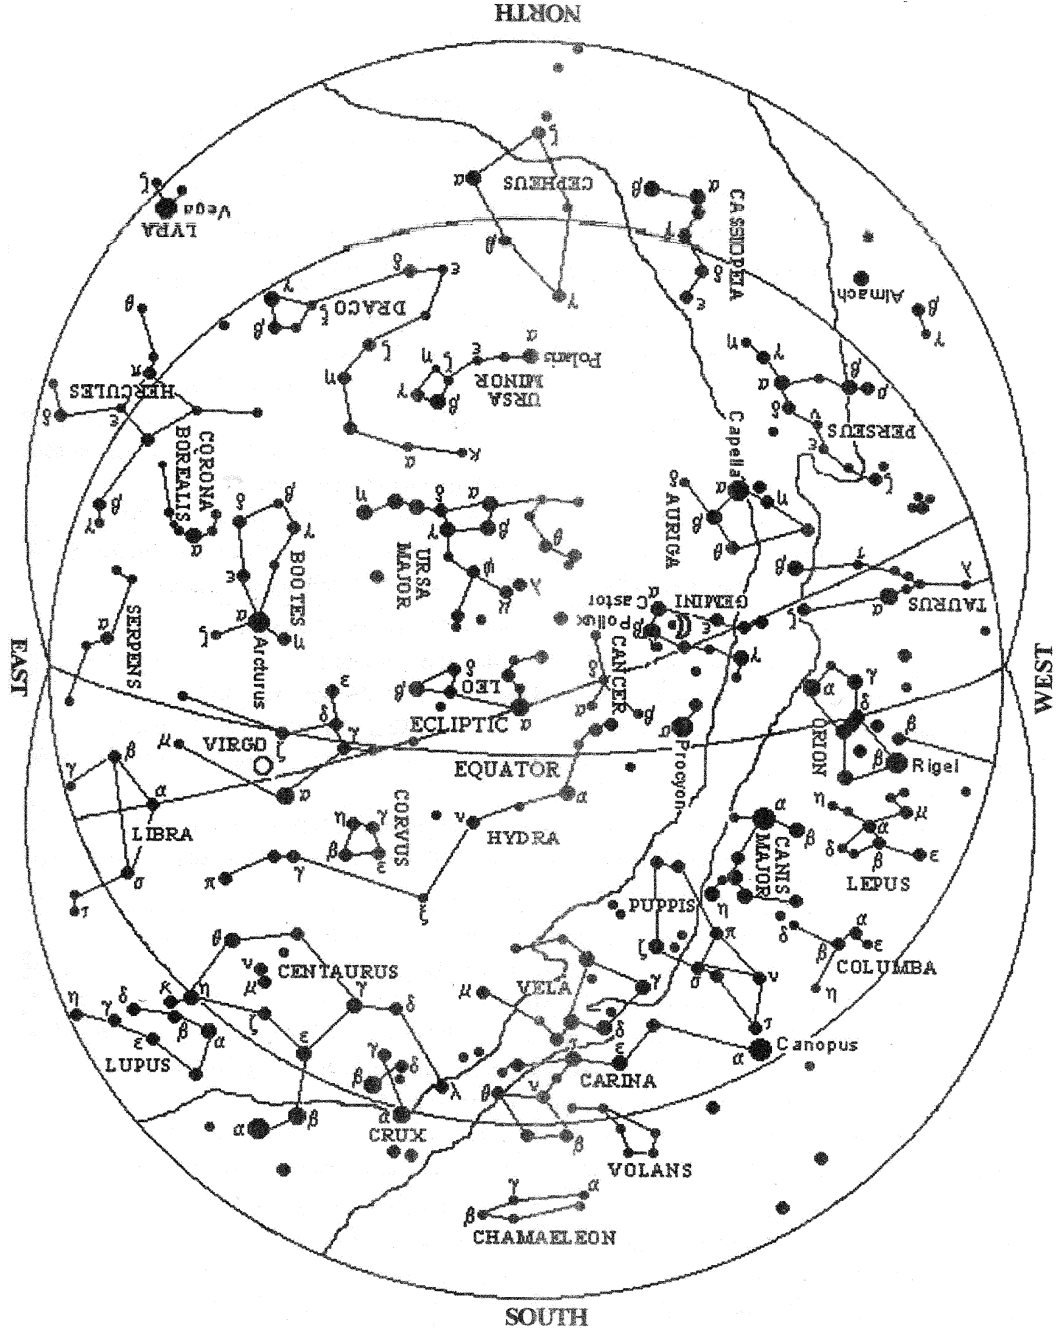 NORTH
ζ
α
CEPHEUS
β
α
CASSIOPEIA
ζ
Vega
LYRA
β
γ
δ
ε
γ
δ
ε
Almach
γ
ζ
β
DRACO
β
γ
θ
ζ
η
ζ
ε
α
Polaris
URSA
MINOR
γ
β
η
γ
β
α
ρ
π
HERCULES
δ
ε
η
δ
ν
ε
PERSEUS
ζ
CORONA
BOREALIS
α
κ
Capella
β
γ
α
δ
β
γ
ε
BOOTES
η
δ
α
γ
β
URSA
MAJOR
θ
ψ
λ
μ
δ
α
η
β
θ
AURIGA
β
τ
λ
α
TAURUS
ζ
SERPENS
α
ζ
α
η
Arcturus
α
Castor
β
Pollux
GEMINI
ε
γ
CANCER
δ
α
β
EAST
WEST
ε
δ
γ
VIRGO
ζ
α
μ
β
δ
LEO
α
ECLIPTIC
EQUATOR
α
Procyon
α
γ
δ
ORION
β
β
Rigel
γ
β
α
LIBRA
σ
τ
η
γ
β
ε
CORVUS
ν
α
HYDRA
π
γ
ξ
α
β
CANIS
MAJOR
η
η
μ
α
δ
β
ε
LEPUS
PUPPIS
ζ
π
σ
ν
τ
α
δ
β
ε
COLUMBA
η
θ
ν
μ
CENTAURUS
κ
η
ζ
γ
δ
ε
λ
μ
VELA
γ
δ
η
γ
δ
β
ε
α
LUPUS
α
β
γ
δ
β
α
CRUX
ε
α
Canopus
CARINA
θ
ν
β
VOLANS
γ
α
β
CHAMAELEON
SOUTH